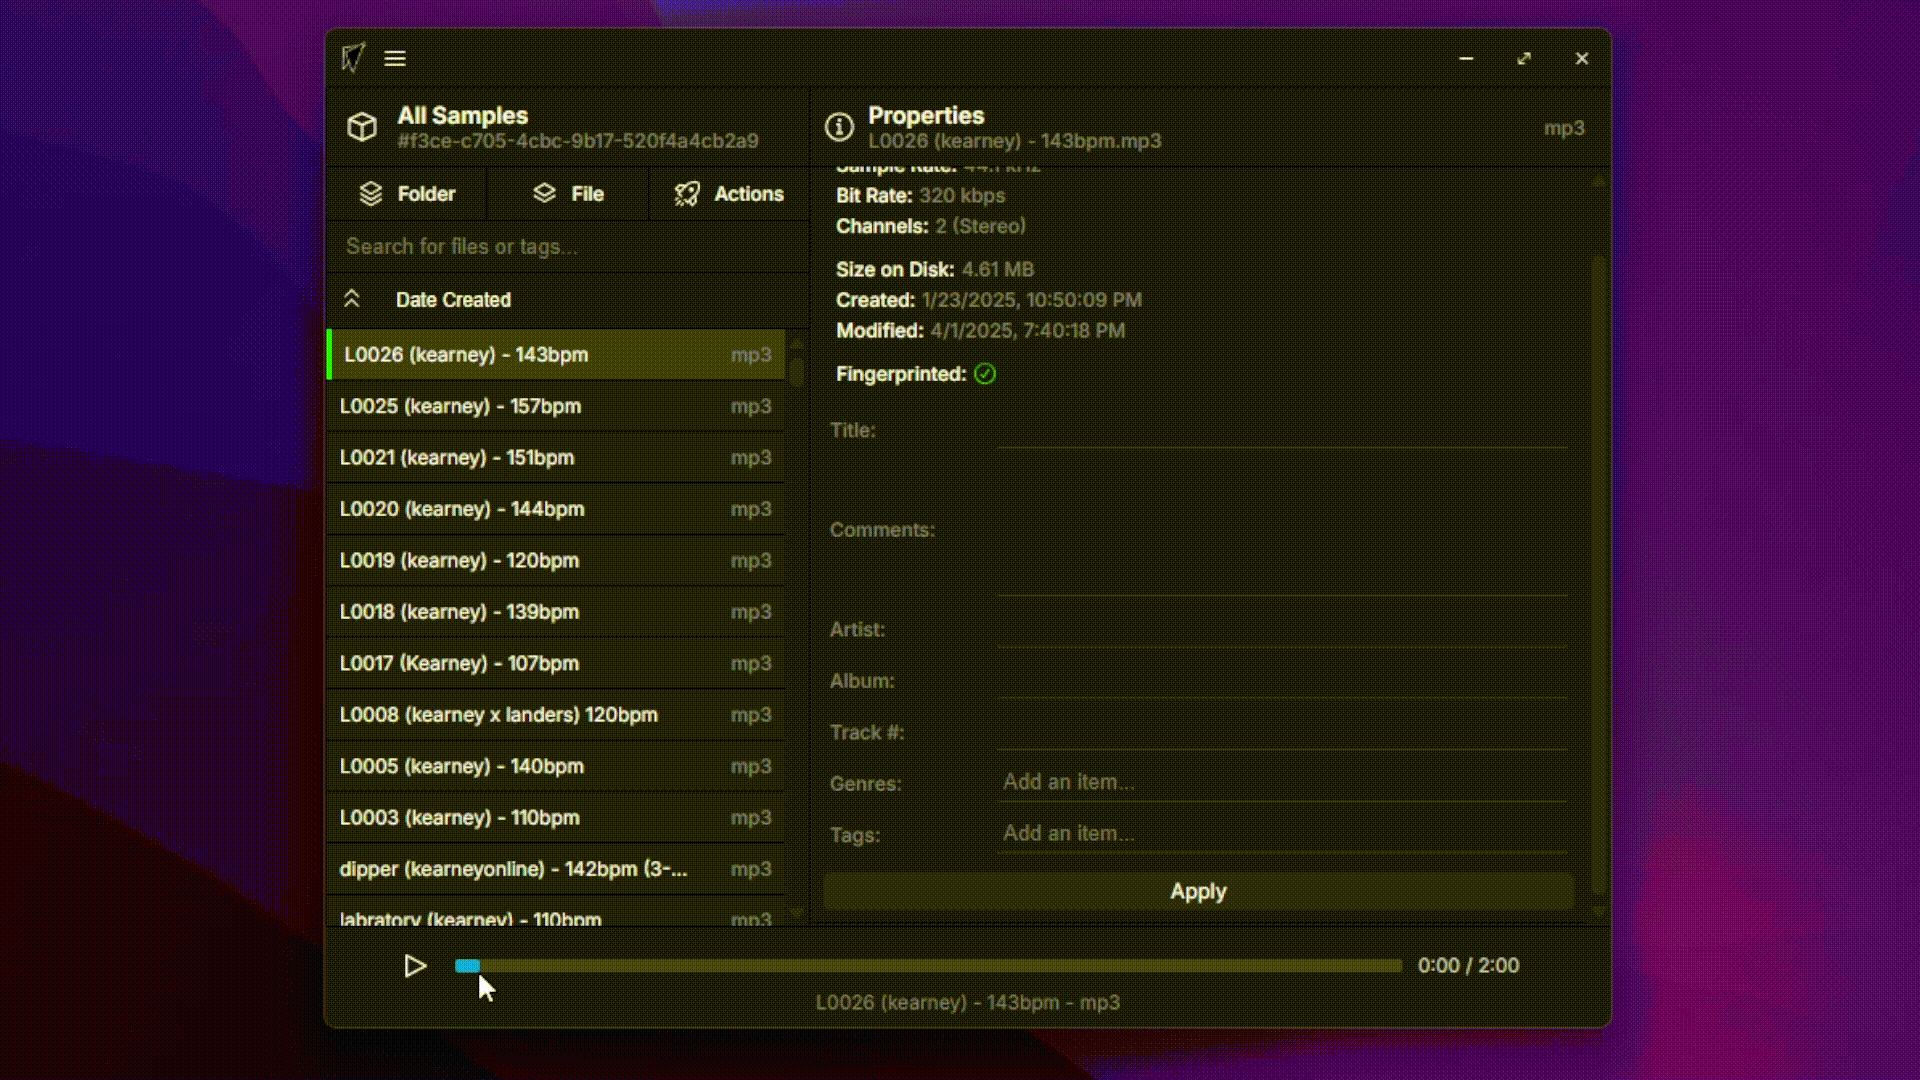 All Samples
#f3ce-c705-4cbc-9b17-520f4a4cb2a9
Folder
File
Actions
Search for files or tags...
Date Created
L0026 (kearney) - 143bpm mp3
L0025 (kearney) - 157bpm mp3
L0021 (kearney) - 151bpm mp3
L0020 (kearney) - 144bpm mp3
L0019 (kearney) - 120bpm mp3
L0018 (kearney) - 139bpm mp3
L0017 (Kearney) - 107bpm mp3
L0008 (kearney x landers) 120bpm mp3
L0005 (kearney) - 140bpm mp3
L0003 (kearney) - 110bpm mp3
dipper (kearneyonline) - 142bpm (3-... mp3
labratory (kearney) - 110bpm mp3
Properties
L0026 (kearney) - 143bpm.mp3
mp3
Sample Rate: 44.1 kHz
Bit Rate: 320 kbps
Channels: 2 (Stereo)
Size on Disk: 4.61 MB
Created: 1/23/2025, 10:50:09 PM
Modified: 4/1/2025, 7:40:18 PM
Fingerprinted:
Title:
Comments:
Artist:
Album:
Track #:
Genres: Add an item...
Tags: Add an item...
Apply
0:00 / 2:00
L0026 (kearney) - 143bpm - mp3